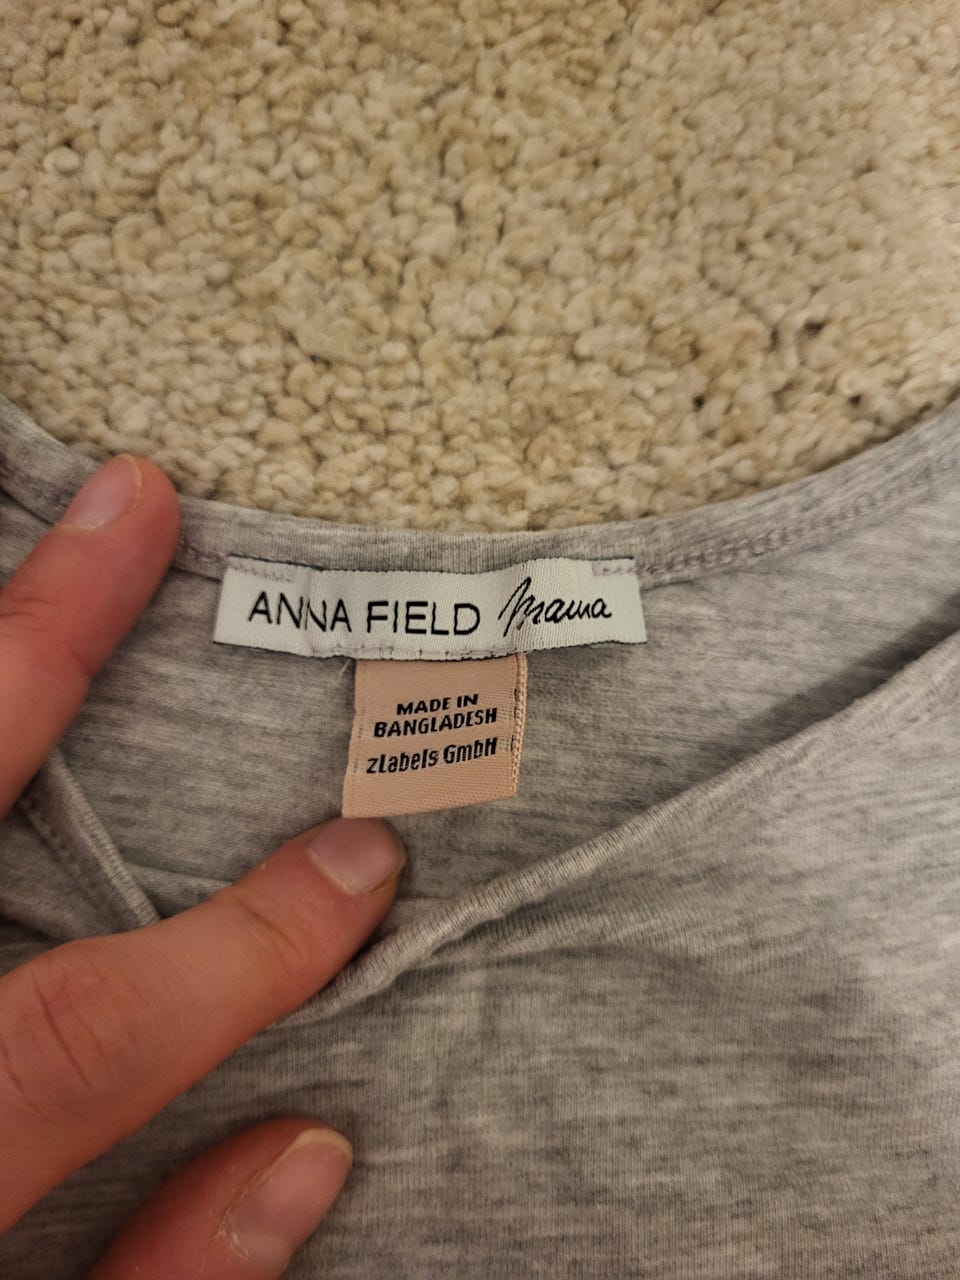 ANNA FIELD Mama
MADE IN
BANGLADESH
zLabels GmbH